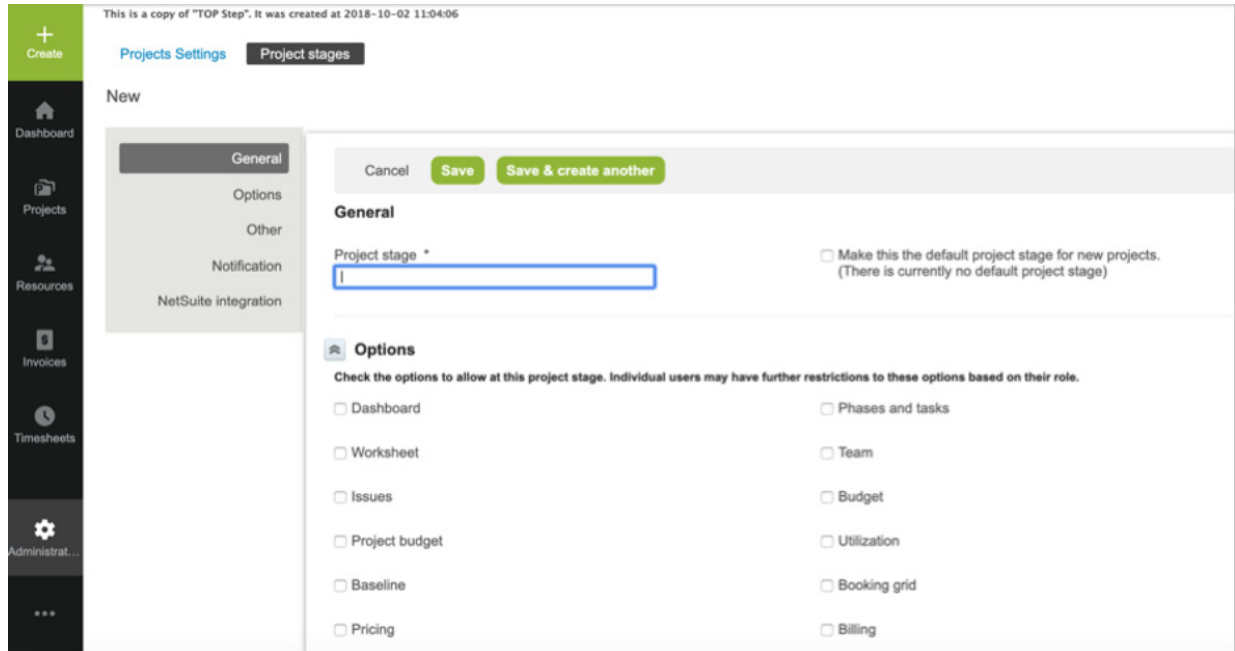 This is a copy of "TOP Step". It was created at 2018-10-02 11:04:06
Create
Projects Settings
Project stages
New
Dashboard
Projects
Resources
Invoices
Timesheets
Administrat...
General
Options
Other
Notification
NetSuite integration
Cancel
Save
Save & create another
General
Project stage *
Make this the default project stage for new projects.
(There is currently no default project stage)
Options
Check the options to allow at this project stage. Individual users may have further restrictions to these options based on their role.
Dashboard
Phases and tasks
Worksheet
Team
Issues
Budget
Project budget
Utilization
Baseline
Booking grid
Pricing
Billing